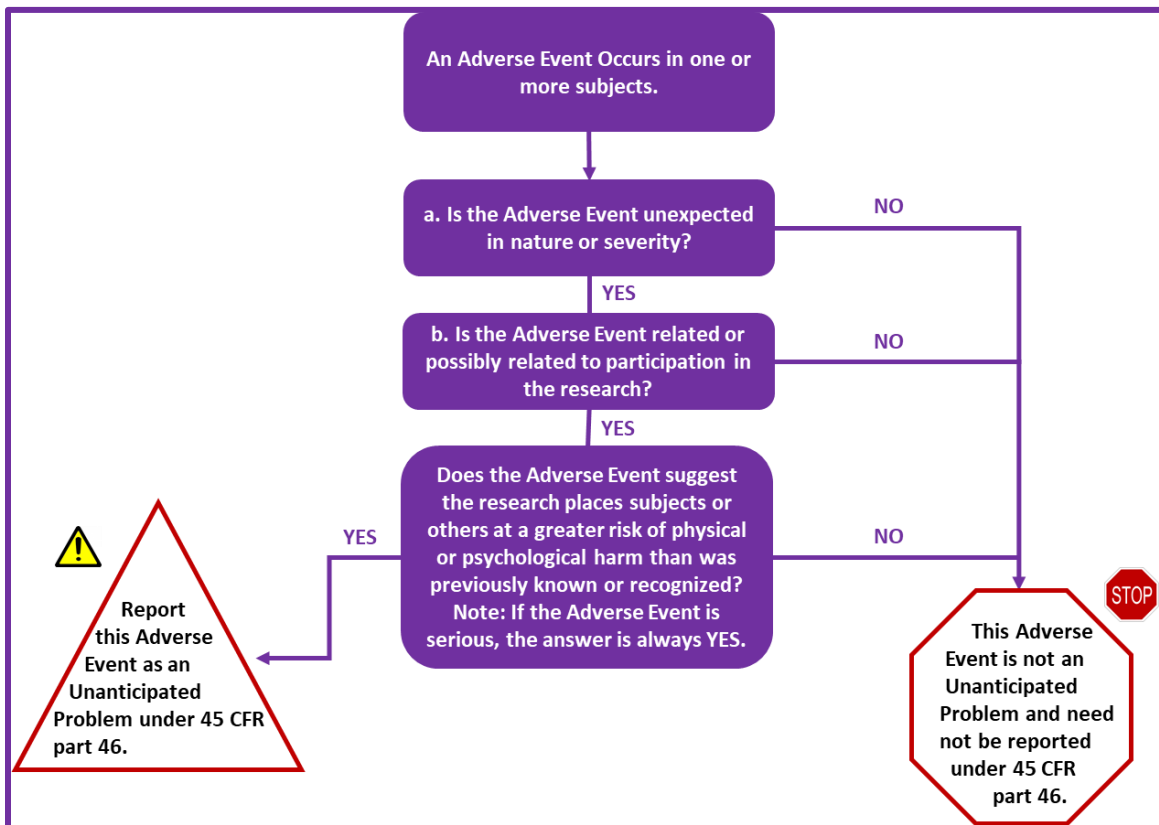 An Adverse Event Occurs in one or
more subjects.
a. Is the Adverse Event unexpected
in nature or severity?
NO
YES
b. Is the Adverse Event related or
possibly related to participation in
the research?
NO
YES
Does the Adverse Event suggest
the research places subjects or
others at a greater risk of physical
or psychological harm than was
previously known or recognized?
Note: If the Adverse Event is
serious, the answer is always YES.
YES
NO
!
Report
this Adverse
Event as an
Unanticipated
Problem under 45 CFR
part 46.
STOP
This Adverse
Event is not an
Unanticipated
Problem and need
not be reported
under 45 CFR
part 46.